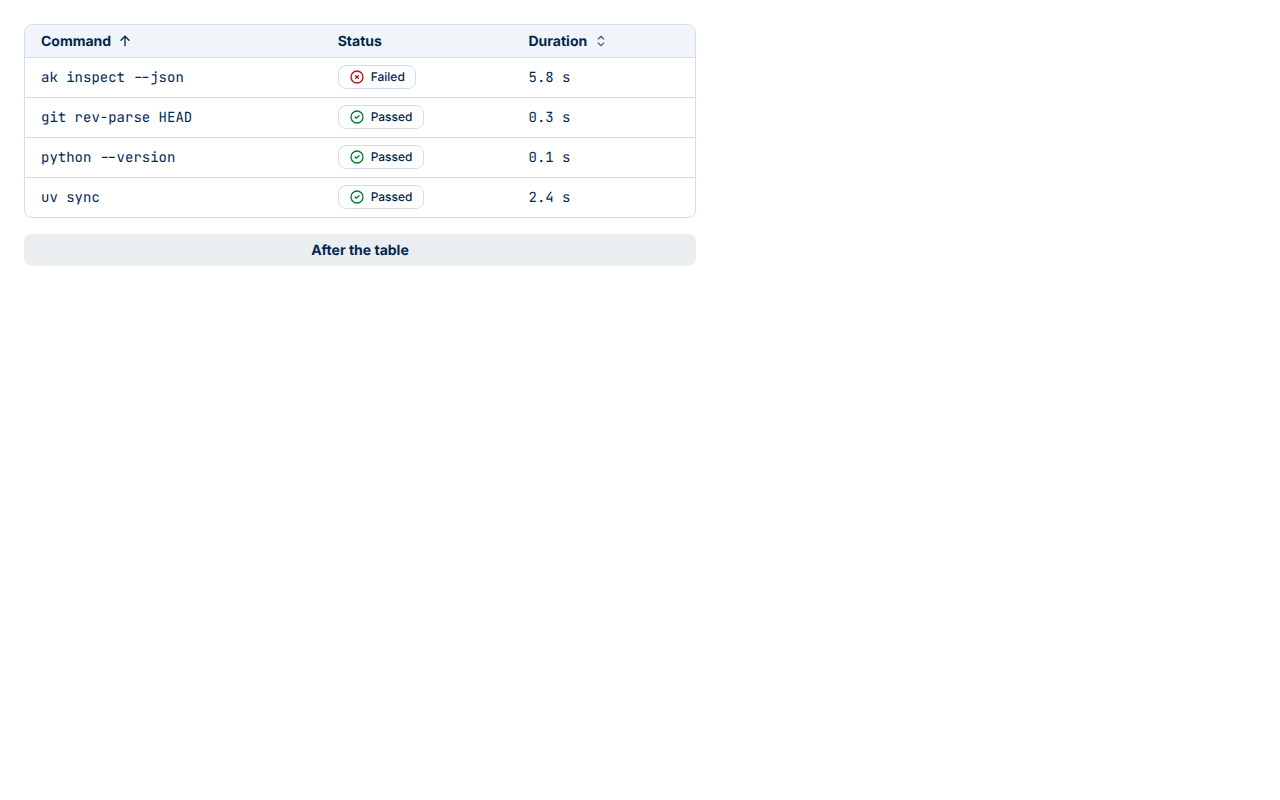 Command Status Duration
ak inspect --json Failed 5.8 s
git rev-parse HEAD Passed 0.3 s
python --version Passed 0.1 s
uv sync Passed 2.4 s
After the table